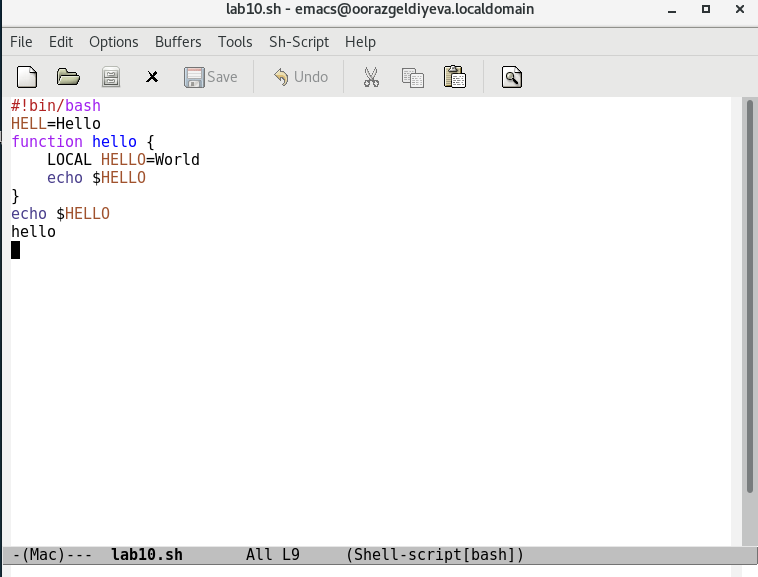 lab10.sh - emacs@oorazgeldiyeva.localdomain
File Edit Options Buffers Tools Sh-Script Help
Save Undo
#!bin/bash
HELL=Hello
function hello {
    LOCAL HELLO=World
    echo $HELLO
}
echo $HELLO
hello
-(Mac)--- lab10.sh All L9 (Shell-script[bash])